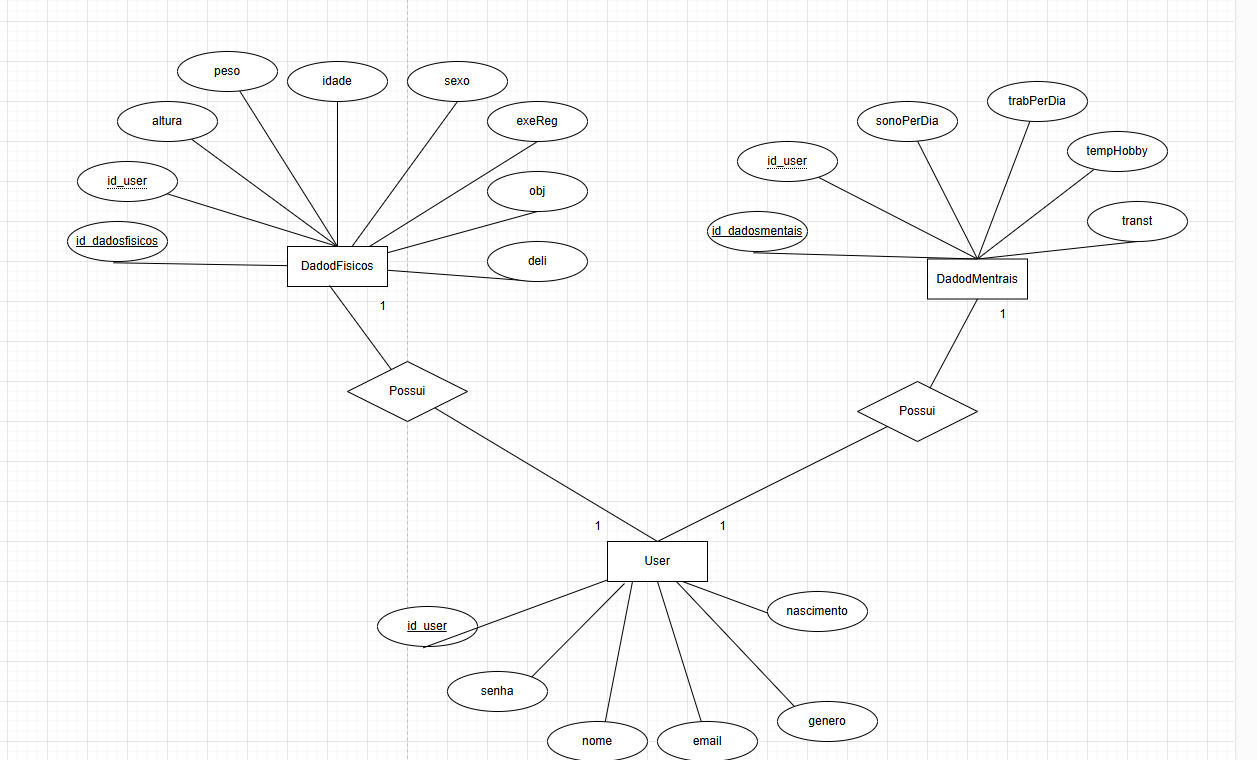 peso
idade
sexo
altura
exeReg
id_user
obj
id_dadosfisicos
deli
DadodFisicos
1
Possui
trabPerDia
sonoPerDia
tempHobby
id_user
transt
id_dadosmentais
DadodMentrais
1
Possui
1
1
User
id_user
nascimento
senha
genero
nome
email